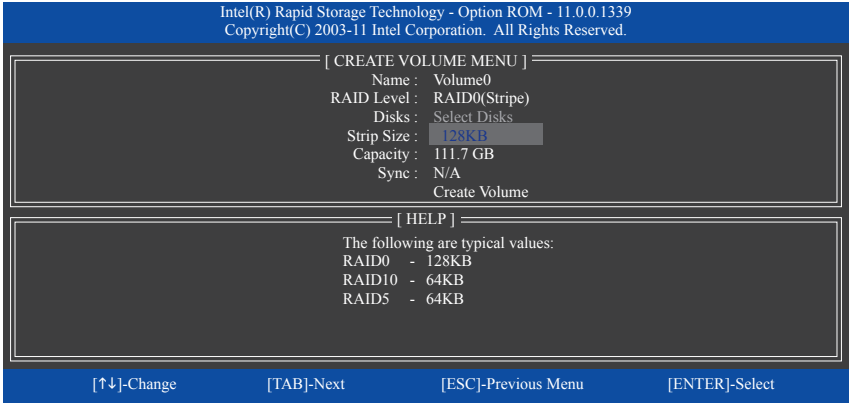 Intel(R) Rapid Storage Technology - Option ROM - 11.0.0.1339
Copyright(C) 2003-11 Intel Corporation. All Rights Reserved.
[ CREATE VOLUME MENU ]
Name : Volume0
RAID Level : RAID0(Stripe)
Disks : Select Disks
Strip Size : 128KB
Capacity : 111.7 GB
Sync : N/A
Create Volume
[ HELP ]
The following are typical values:
RAID0 - 128KB
RAID10 - 64KB
RAID5 - 64KB
[↑↓]-Change [TAB]-Next [ESC]-Previous Menu [ENTER]-Select